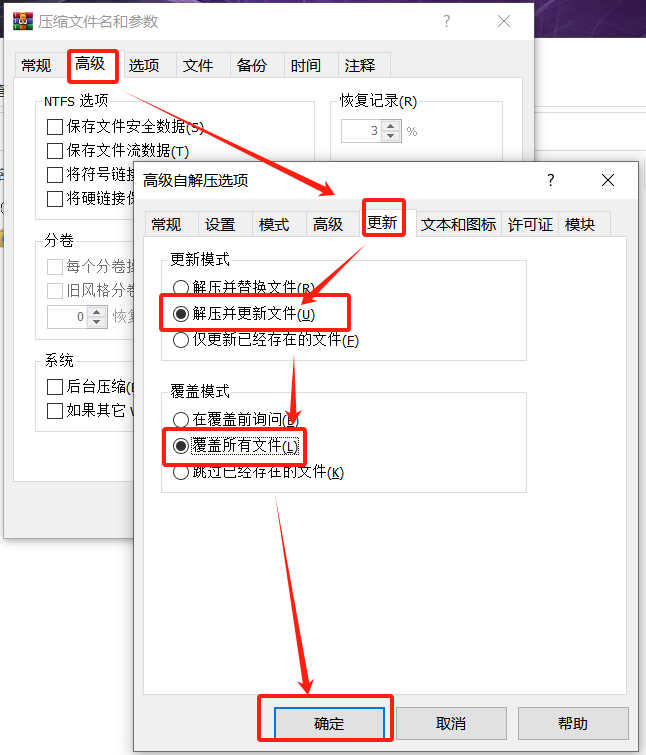 压缩文件名和参数
?
常规 高级 选项 文件 备份 时间 注释
NTFS 选项
保存文件安全数据(S)
保存文件流数据(T)
将符号链接
将硬链接保
恢复记录(R)
3 %
分卷
每个分卷
旧风格分卷
0 恢复
系统
后台压缩(
如果其它 W
高级自解压选项
?
常规 设置 模式 高级 更新 文本和图标 许可证 模块
更新模式
解压并替换文件(R)
解压并更新文件(U)
仅更新已经存在的文件(F)
覆盖模式
在覆盖前询问
覆盖所有文件(L)
跳过已经存在的文件(K)
确定 取消 帮助